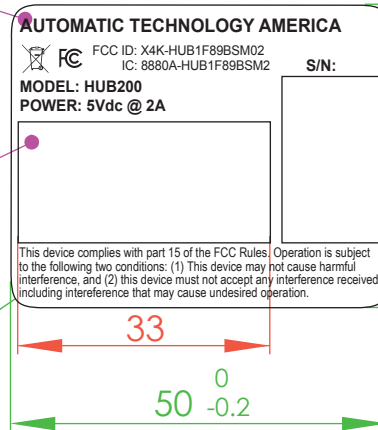 AUTOMATIC TECHNOLOGY AMERICA
FC FCC ID: X4K-HUB1F89BSM02
IC: 8880A-HUB1F89BSM2
S/N:
MODEL: HUB200
POWER: 5Vdc @ 2A
This device complies with part 15 of the FCC Rules. Operation is subject
to the following two conditions: (1) This device may not cause harmful
interference, and (2) this device must not accept any interference received
including intereference that may cause undesired operation.
33
0
50 -0.2